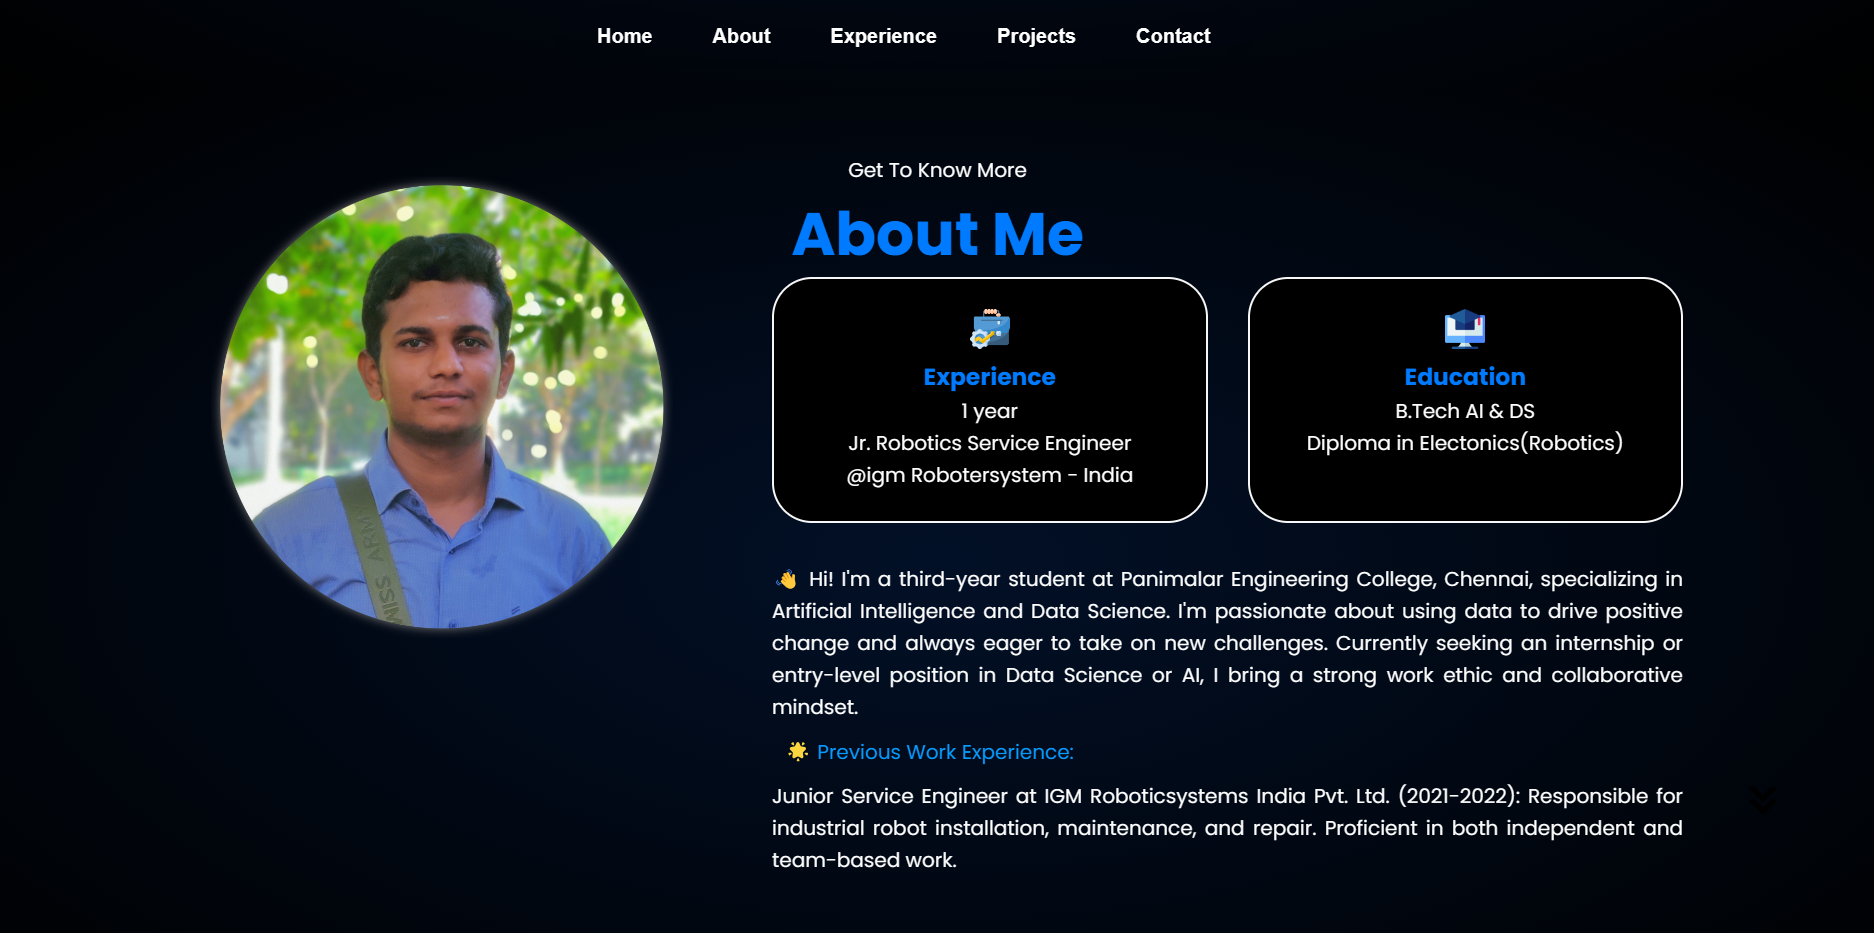 Home About Experience Projects Contact
Get To Know More
About Me
Experience
1 year
Jr. Robotics Service Engineer
@igm Robotersystem - India
Education
B.Tech AI & DS
Diploma in Electonics(Robotics)
Hi! I'm a third-year student at Panimalar Engineering College, Chennai, specializing in
Artificial Intelligence and Data Science. I'm passionate about using data to drive positive
change and always eager to take on new challenges. Currently seeking an internship or
entry-level position in Data Science or AI, I bring a strong work ethic and collaborative
mindset.
Previous Work Experience:
Junior Service Engineer at IGM Roboticsystems India Pvt. Ltd. (2021-2022): Responsible for
industrial robot installation, maintenance, and repair. Proficient in both independent and
team-based work.